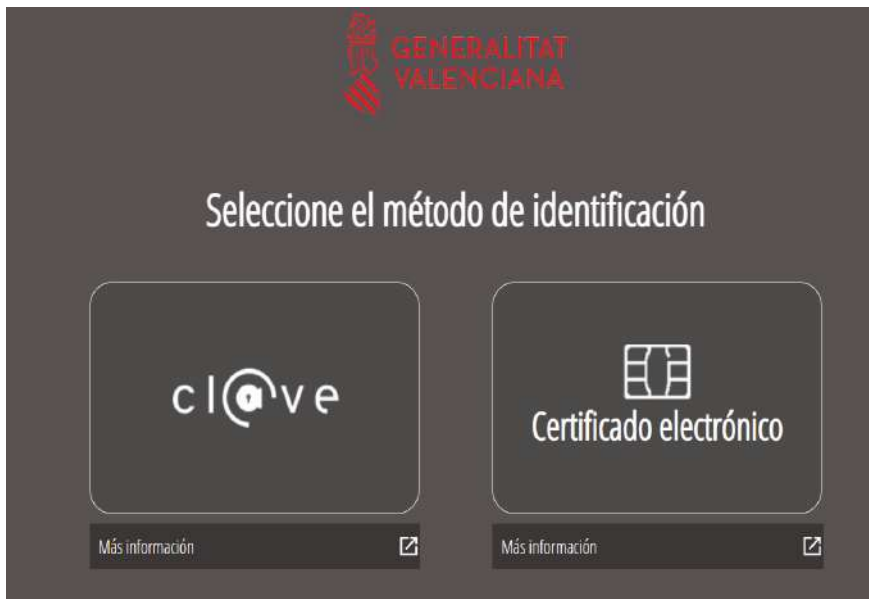 GENERALITAT
VALENCIANA
Seleccione el método de identificación
cl@ve
Certificado electrónico
Más información
Más información